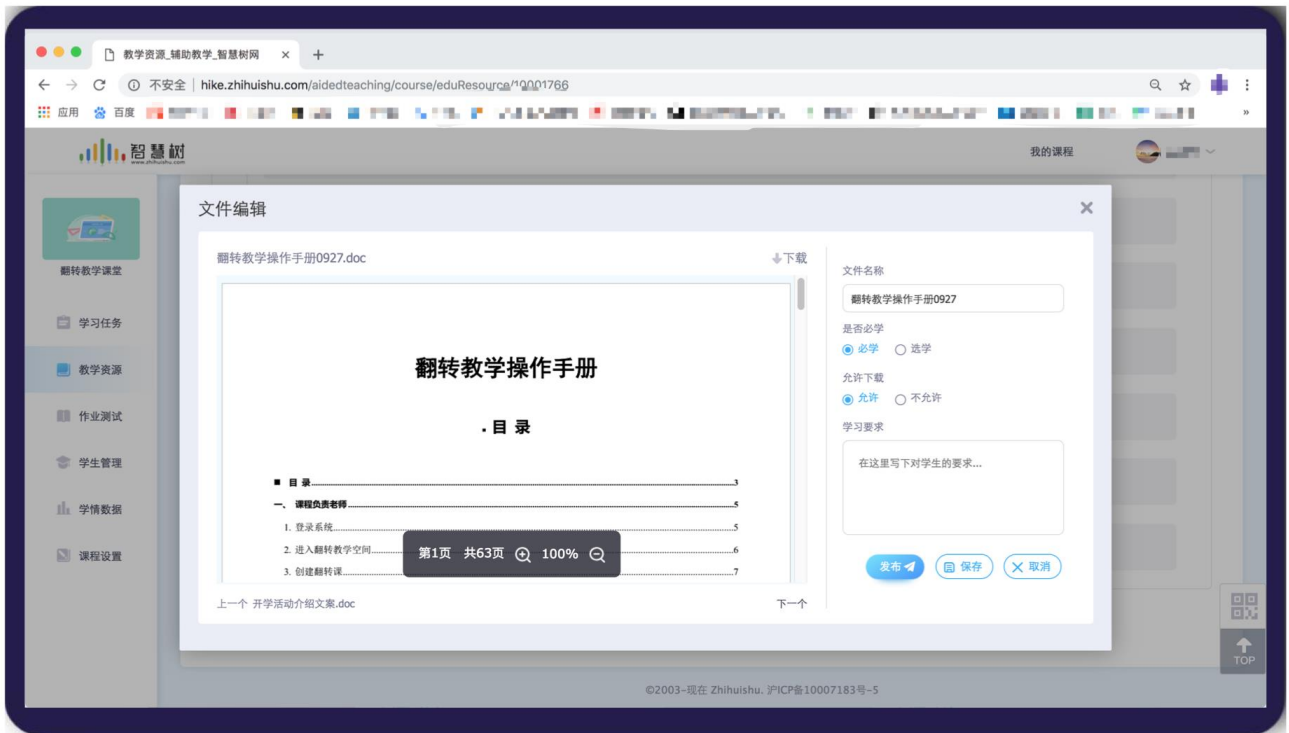 教学资源_辅助教学_智慧树网
不安全 | hike.zhihuishu.com/aidedteaching/course/eduResource/10001766
应用 百度
智慧树
www.zhihuishu.com
我的课程
翻转教学课堂
学习任务
教学资源
作业测试
学生管理
学情数据
课程设置
文件编辑
翻转教学操作手册0927.doc
下载
翻转教学操作手册
.目 录
■ 目 录 3
一、 课程负责老师 5
1. 登录系统 5
2. 进入翻转教学空间 6
3. 创建翻转课 7
第1页 共63页 100%
上一个 开学活动介绍文案.doc
下一个
文件名称
翻转教学操作手册0927
是否必学
必学 选学
允许下载
允许 不允许
学习要求
在这里写下对学生的要求...
发布 保存 取消
TOP
©2003-现在 Zhihuishu. 沪ICP备10007183号-5